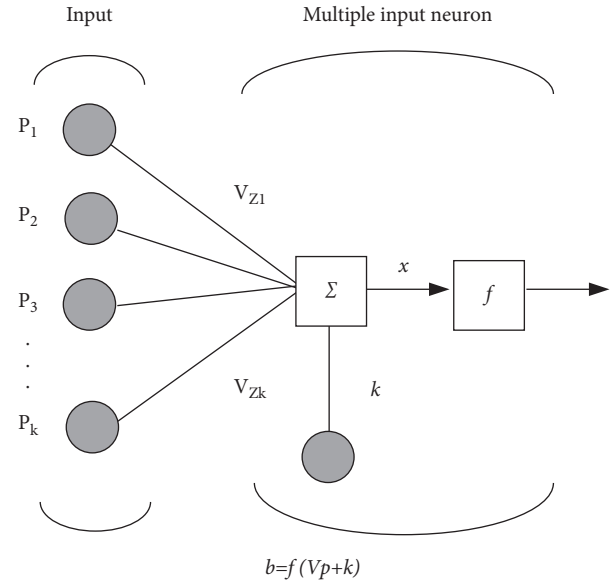 Input
Multiple input neuron
P1
P2
P3
.
.
.
Pk
VZ1
VZk
Σ
x
f
k
b=f (Vp+k)